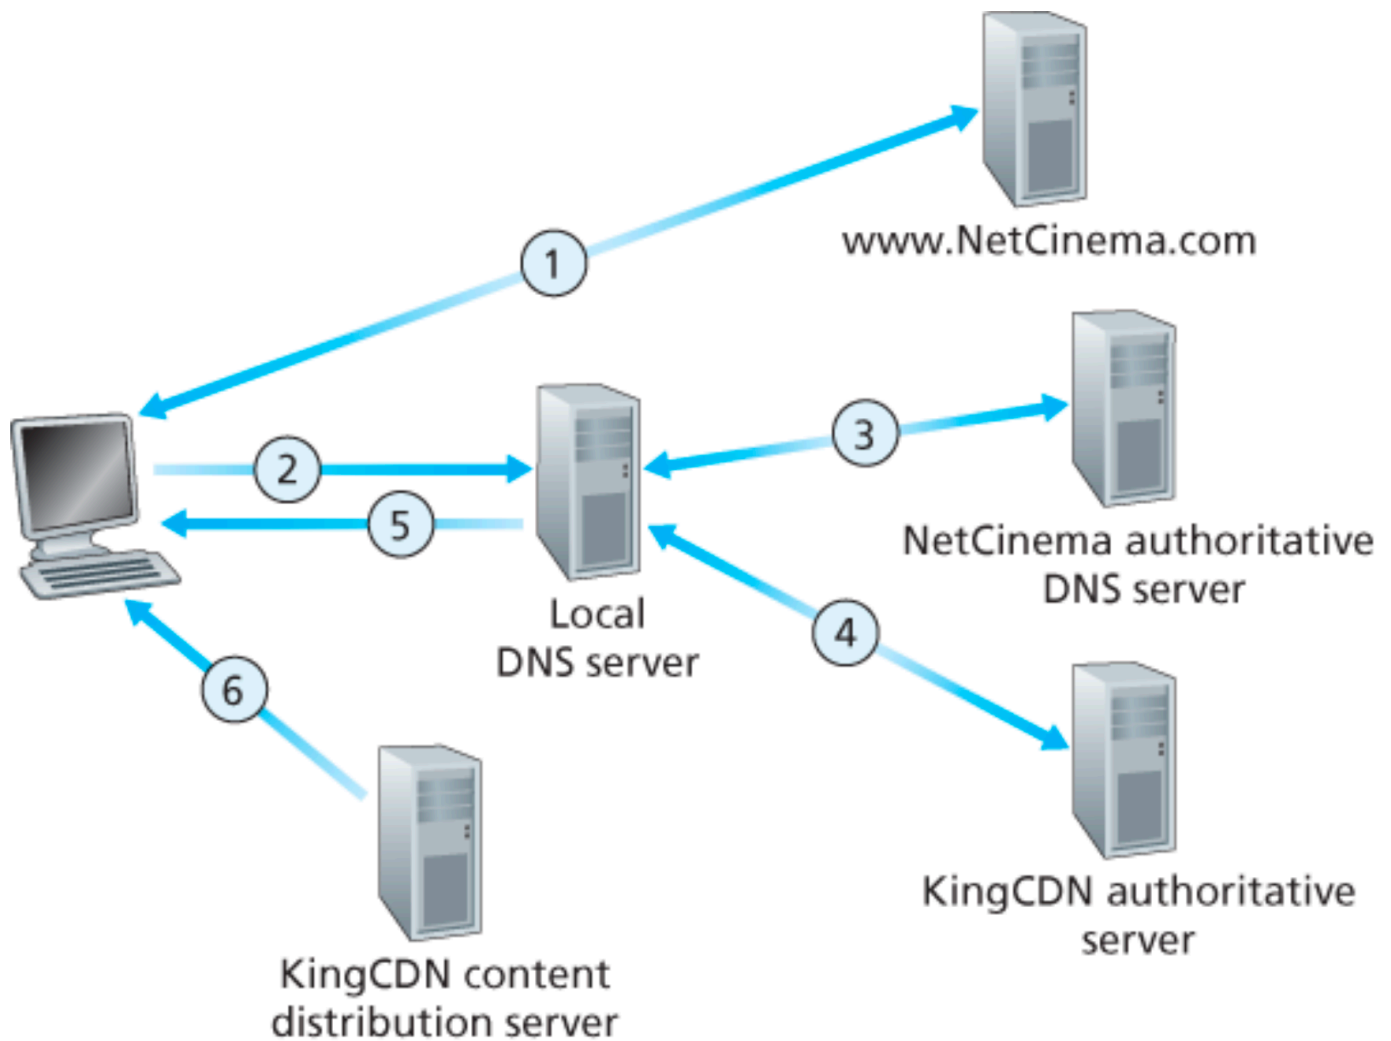 www.NetCinema.com
1
2
3
5
NetCinema authoritative
DNS server
Local
DNS server
4
6
KingCDN authoritative
server
KingCDN content
distribution server